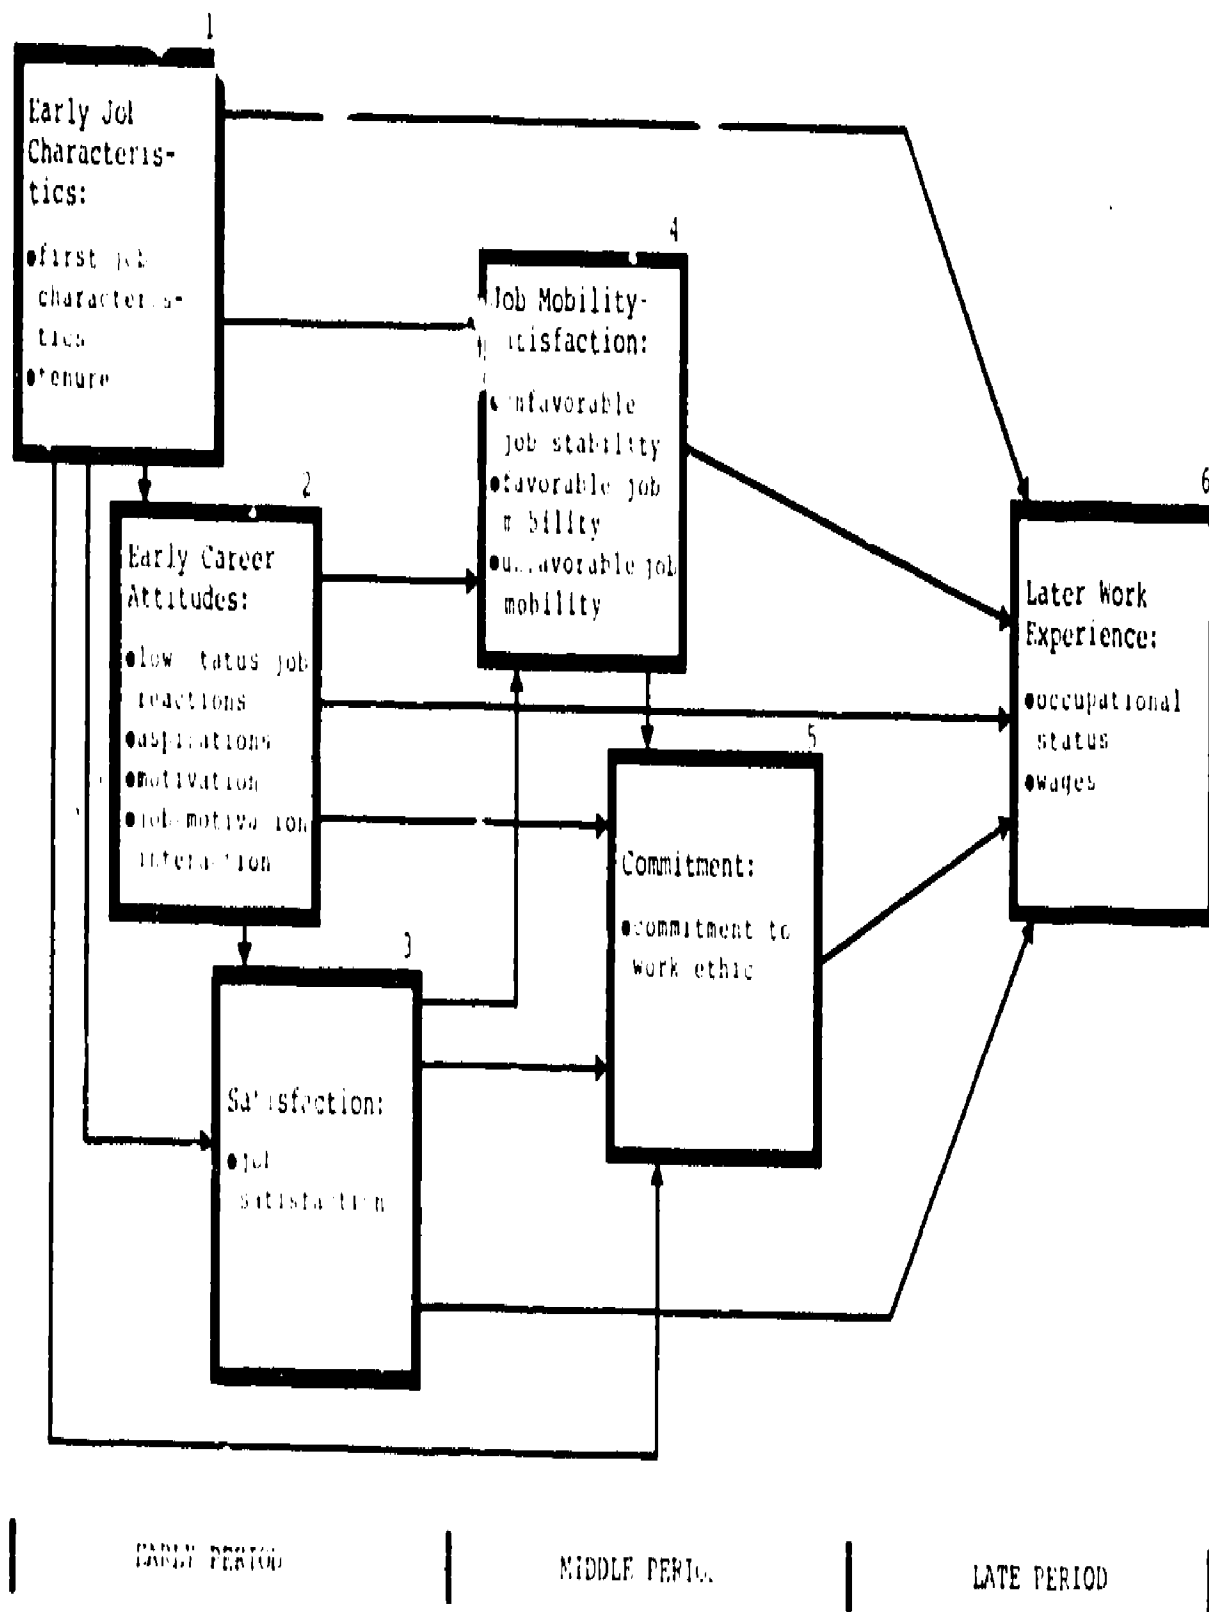 1
Early Job
Characteris-
tics:
●first job
characteris-
tics
●tenure
2
Early Career
Attitudes:
●low status job
reactions
●aspirations
●motivation
●job-motivation
interaction
3
Satisfaction:
●job
satisfaction
4
Job Mobility-
Satisfaction:
●unfavorable
job stability
●favorable job
mobility
●unfavorable job
mobility
5
Commitment:
●commitment to
work ethic
6
Later Work
Experience:
●occupational
status
●wages
EARLY PERIOD
MIDDLE PERIOD
LATE PERIOD